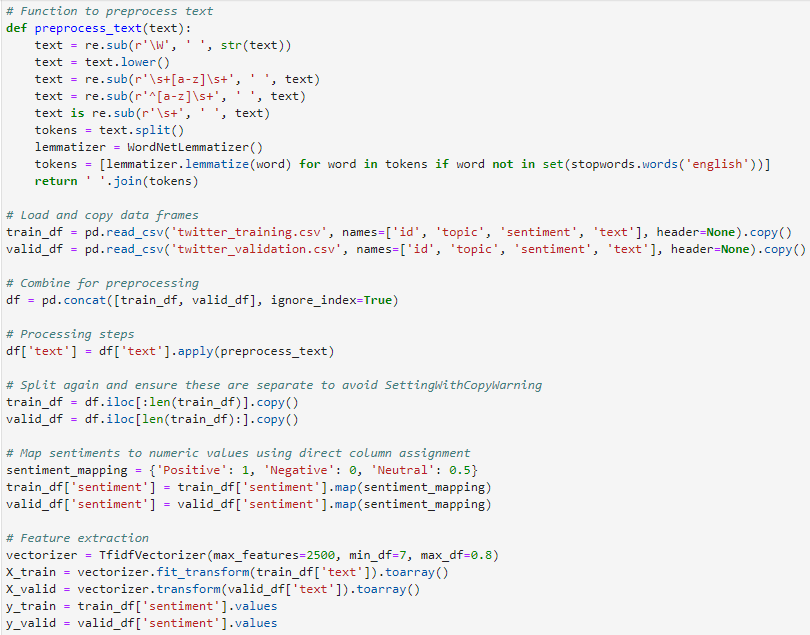 # Function to preprocess text
def preprocess_text(text):
    text = re.sub(r'\W', ' ', str(text))
    text = text.lower()
    text = re.sub(r'\s+[a-z]\s+', ' ', text)
    text = re.sub(r'^[a-z]\s+', ' ', text)
    text is re.sub(r'\s+', ' ', text)
    tokens = text.split()
    lemmatizer = WordNetLemmatizer()
    tokens = [lemmatizer.lemmatize(word) for word in tokens if word not in set(stopwords.words('english'))]
    return ' '.join(tokens)

# Load and copy data frames
train_df = pd.read_csv('twitter_training.csv', names=['id', 'topic', 'sentiment', 'text'], header=None).copy()
valid_df = pd.read_csv('twitter_validation.csv', names=['id', 'topic', 'sentiment', 'text'], header=None).copy()

# Combine for preprocessing
df = pd.concat([train_df, valid_df], ignore_index=True)

# Processing steps
df['text'] = df['text'].apply(preprocess_text)

# Split again and ensure these are separate to avoid SettingWithCopyWarning
train_df = df.iloc[:len(train_df)].copy()
valid_df = df.iloc[len(train_df):].copy()

# Map sentiments to numeric values using direct column assignment
sentiment_mapping = {'Positive': 1, 'Negative': 0, 'Neutral': 0.5}
train_df['sentiment'] = train_df['sentiment'].map(sentiment_mapping)
valid_df['sentiment'] = valid_df['sentiment'].map(sentiment_mapping)

# Feature extraction
vectorizer = TfidfVectorizer(max_features=2500, min_df=7, max_df=0.8)
X_train = vectorizer.fit_transform(train_df['text']).toarray()
X_valid = vectorizer.transform(valid_df['text']).toarray()
y_train = train_df['sentiment'].values
y_valid = valid_df['sentiment'].values